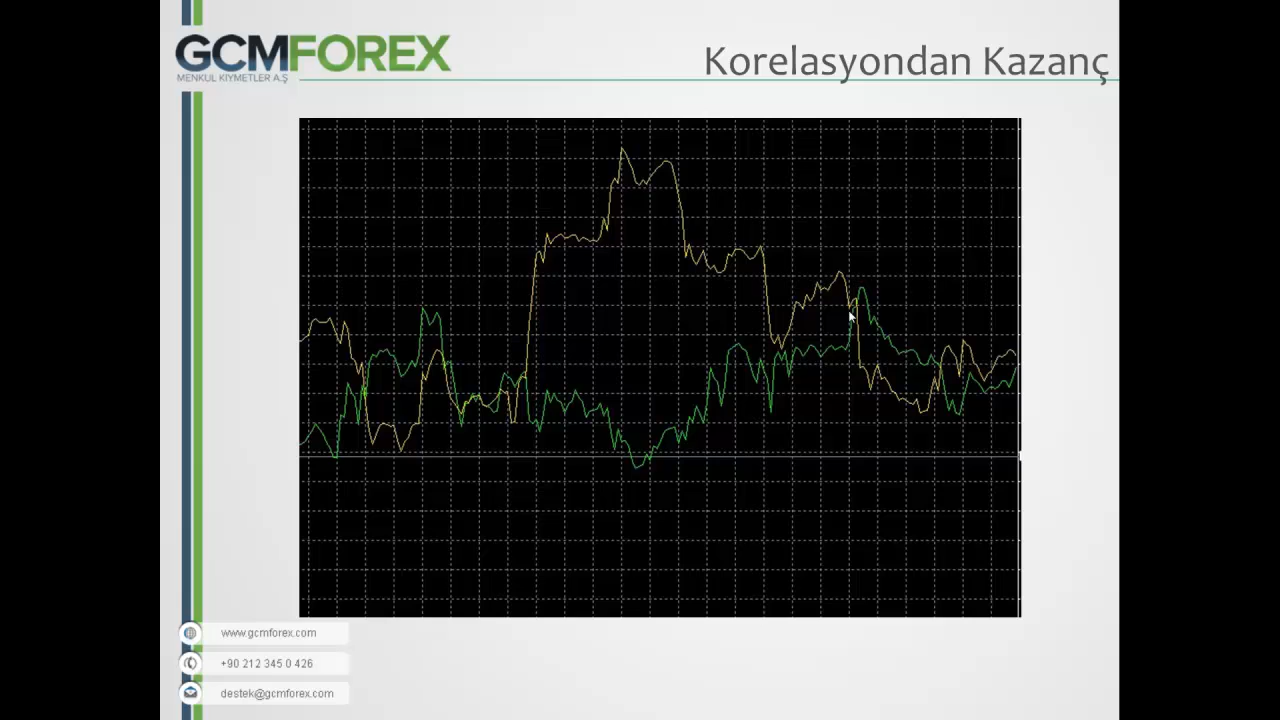 GCMFOREX
MENKUL KIYMETLER A.Ş
Korelasyondan Kazanç
www.gcmforex.com
+90 212 345 0 426
destek@gcmforex.com